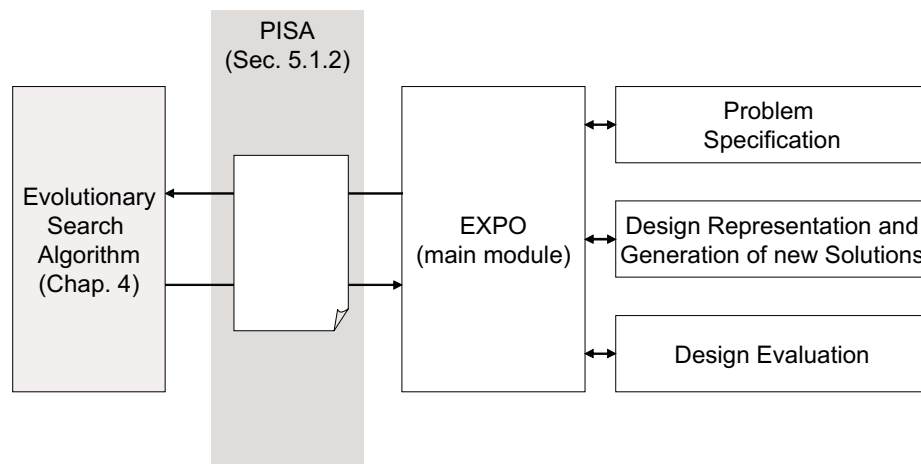 PISA
(Sec. 5.1.2)
Evolutionary
Search
Algorithm
(Chap. 4)
EXPO
(main module)
Problem
Specification
Design Representation and
Generation of new Solutions
Design Evaluation